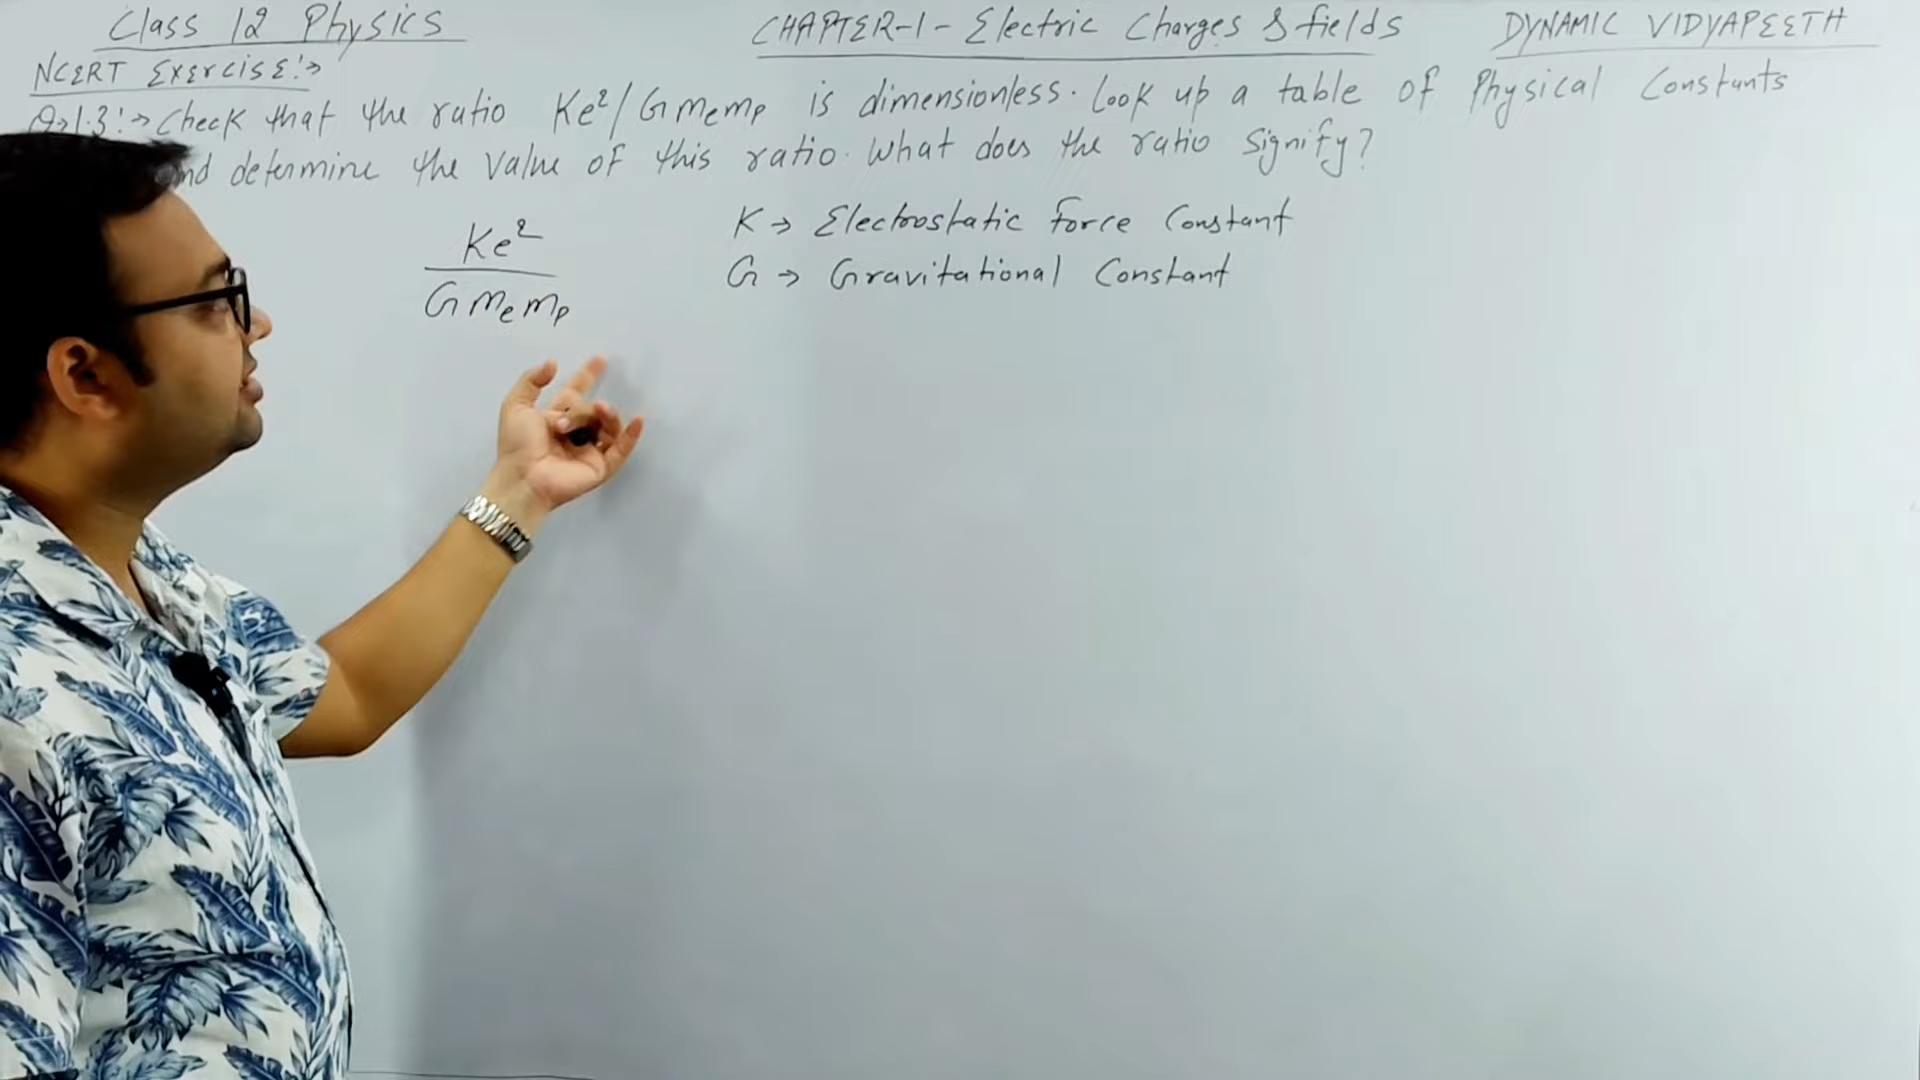 Class 12 Physics
CHAPTER-1 - Electric Charges & fields
DYNAMIC VIDYAPEETH
NCERT Exercise:→
Q→1.3:→ Check that the ratio Ke²/Gmemp is dimensionless. Look up a table of Physical Constants
nd determine the value of this ratio. What does the ratio signify?
Ke²
Gmemp
K → Electrostatic force Constant
G → Gravitational Constant